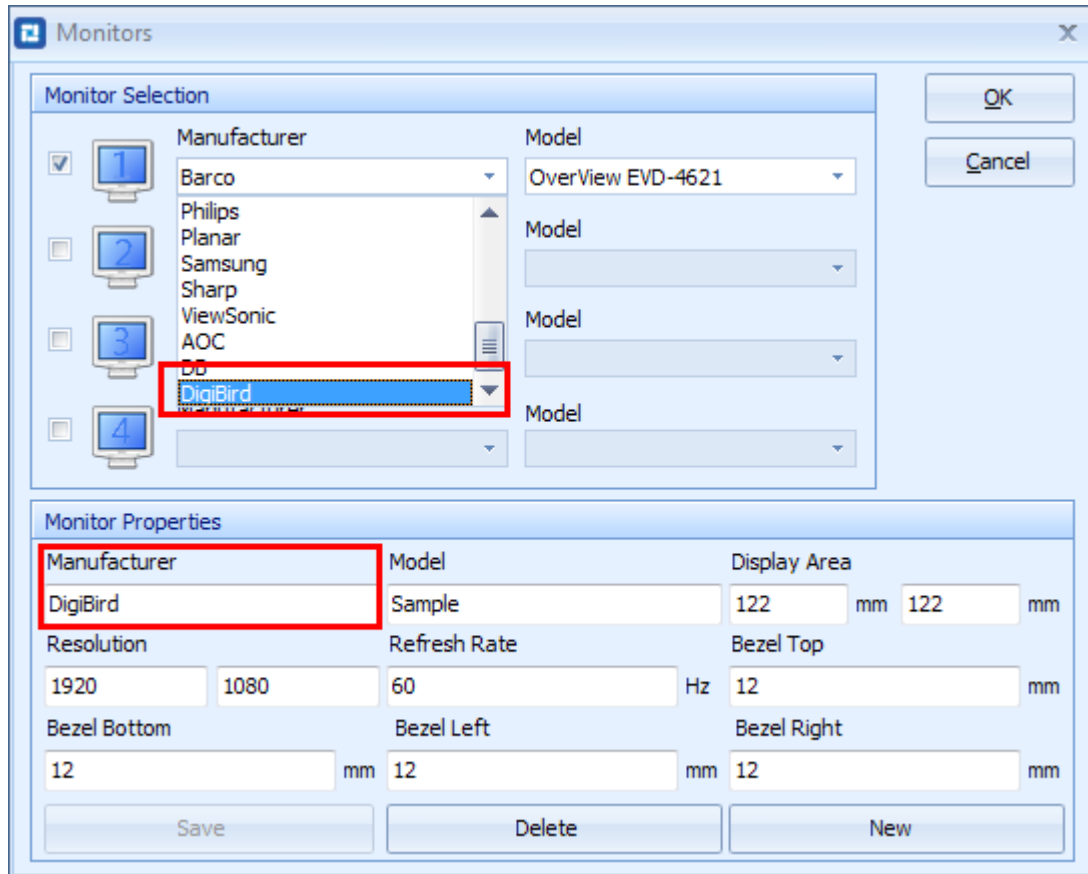 Monitors
Monitor Selection
OK
Cancel
Manufacturer
Model
1
Barco
OverView EVD-4621
Philips
Planar
Samsung
Sharp
ViewSonic
AOC
DB
DigiBird
2
Model
3
Model
4
Manufacturer
Model
Monitor Properties
Manufacturer
Model
Display Area
DigiBird
Sample
122 mm 122 mm
Resolution
Refresh Rate
Bezel Top
1920
1080
60 Hz
12 mm
Bezel Bottom
Bezel Left
Bezel Right
12 mm
12 mm
12 mm
Save
Delete
New